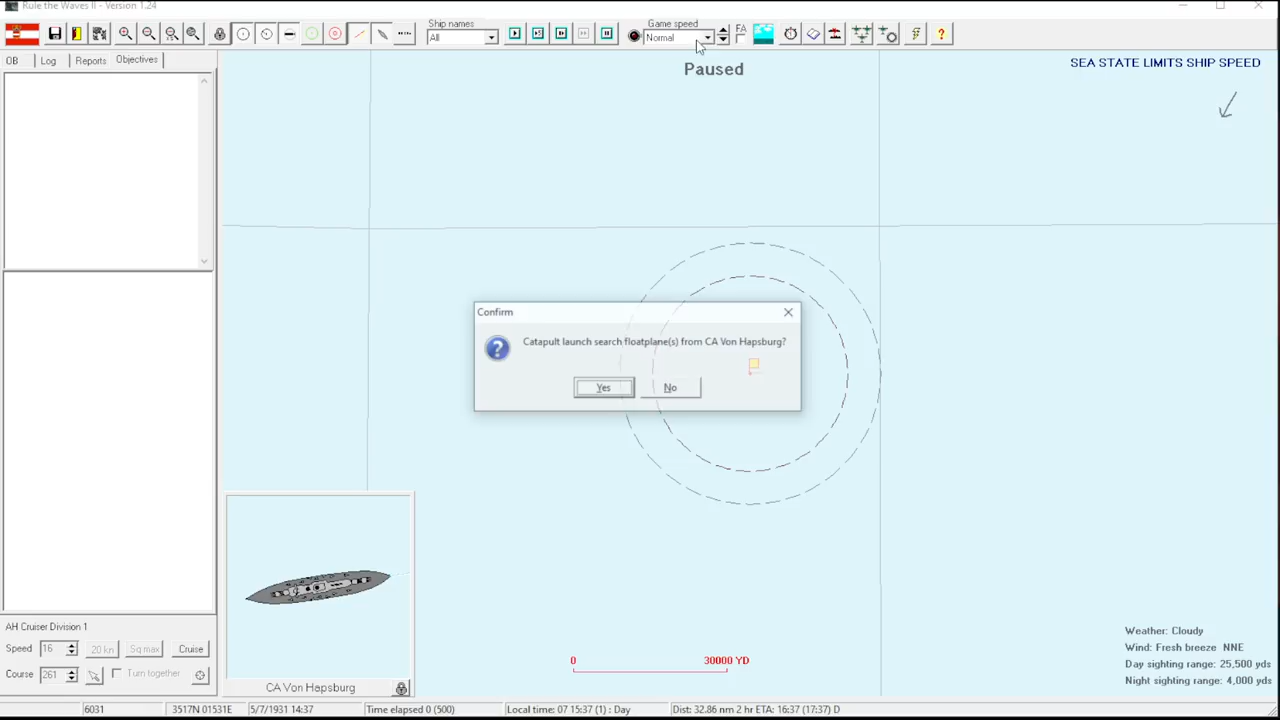 Rule the Waves II - Version 1.24
Ship names
All
Game speed
Normal
FA
OB
Log
Reports
Objectives
Paused
SEA STATE LIMITS SHIP SPEED
Confirm
Catapult launch search floatplane(s) from CA Von Hapsburg?
Yes
No
AH Cruiser Division 1
Speed
16
20 kn
Sq max
Cruise
Course
261
Turn together
CA Von Hapsburg
0
30000 YD
Weather: Cloudy
Wind: Fresh breeze NNE
Day sighting range: 25,500 yds
Night sighting range: 4,000 yds
6031
3517N 01531E
5/7/1931 14:37
Time elapsed 0 (500)
Local time: 07 15:37 (1) : Day
Dist: 32.86 nm 2 hr ETA: 16:37 (17:37) D